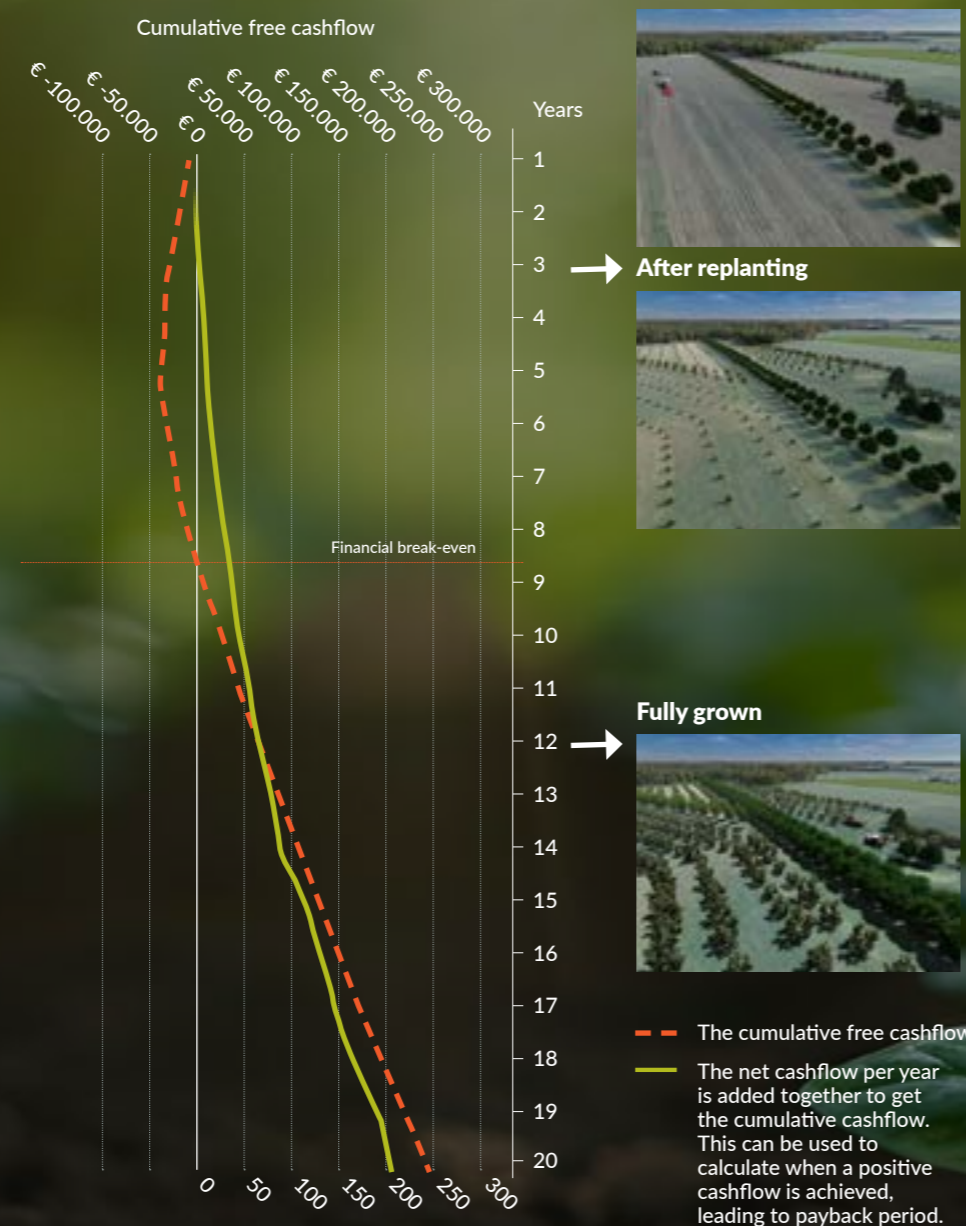 Cumulative free cashflow
€ -100.000
€ -50.000
€ 0
€ 50.000
€ 100.000
€ 150.000
€ 200.000
€ 250.000
€ 300.000
Years
1
2
3
After replanting
4
5
6
7
8
Financial break-even
9
10
11
Fully grown
12
13
14
15
16
17
18
19
20
0
50
100
150
200
250
300
The cumulative free cashflow
The net cashflow per year
is added together to get
the cumulative cashflow.
This can be used to
calculate when a positive
cashflow is achieved,
leading to payback period.